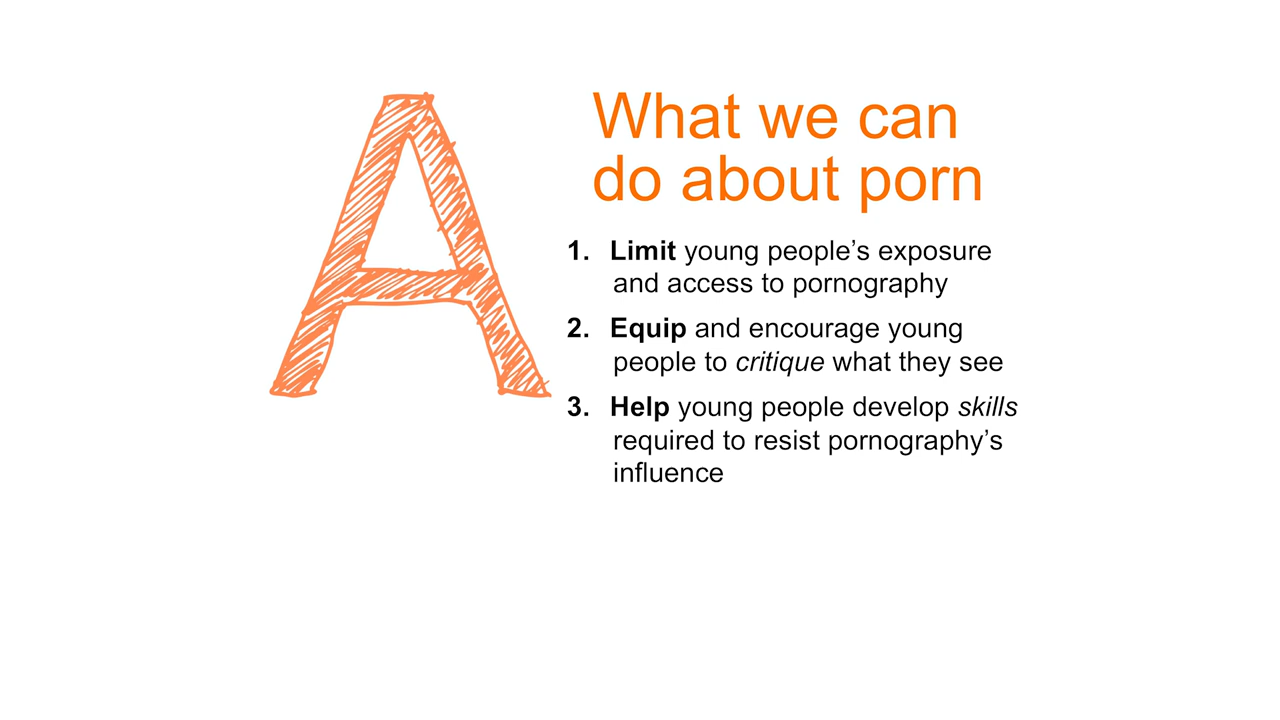 A
What we can
do about porn
1. Limit young people’s exposure
and access to pornography
2. Equip and encourage young
people to critique what they see
3. Help young people develop skills
required to resist pornography’s
influence